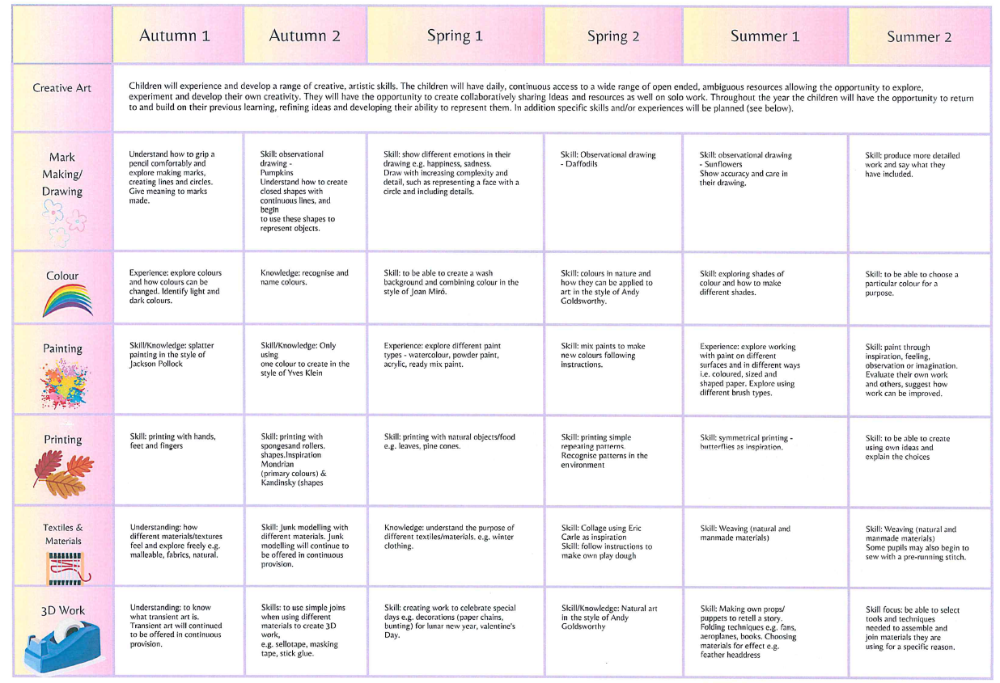 Autumn 1
Autumn 2
Spring 1
Spring 2
Summer 1
Summer 2
Creative Art
Children will experience and develop a range of creative, artistic skills. The children will have daily, continuous access to a wide range of open ended, ambiguous resources allowing the opportunity to explore,
experiment and develop their own creativity. They will have the opportunity to create collaboratively sharing Ideas and resources as well on solo work. Throughout the year the children will have the opportunity to return
to and build on their previous learning, refining ideas and developing their ability to represent them. In addition specific skills and/or experiences will be planned (see below).
Mark
Making/
Drawing
Understand how to grip a
pencil comfortably and
explore making marks,
creating lines and circles.
Give meaning to marks
made.
Skill: observational
drawing -
Pumpkins
Understand how to create
closed shapes with
continuous lines, and
begin
to use these shapes to
represent objects.
Skill: show different emotions in their
drawing e.g. happiness, sadness.
Draw with increasing complexity and
detail, such as representing a face with a
circle and including details.
Skill: Observational drawing
- Daffodils
Skill: observational drawing
- Sunflowers
Show accuracy and care in
their drawing.
Skill: produce more detailed
work and say what they
have included.
Colour
Experience: explore colours
and how colours can be
changed. Identify light and
dark colours.
Knowledge: recognise and
name colours.
Skill: to be able to create a wash
background and combining colour in the
style of Joan Miró.
Skill: colours in nature and
how they can be applied to
art in the style of Andy
Goldsworthy.
Skill: exploring shades of
colour and how to make
different shades.
Skill: to be able to choose a
particular colour for a
purpose.
Painting
Skill/Knowledge: splatter
painting in the style of
Jackson Pollock
Skill/Knowledge: Only
using
one colour to create in the
style of Yves Klein
Experience: explore different paint
types - watercolour, powder paint,
acrylic, ready mix paint.
Skill: mix paints to make
new colours following
instructions.
Experience: explore working
with paint on different
surfaces and in different ways
i.e. coloured, sized and
shaped paper. Explore using
different brush types.
Skill: paint through
inspiration, feeling,
observation or imagination.
Evaluate their own work
and others, suggest how
work can be improved.
Printing
Skill: printing with hands,
feet and fingers
Skill: printing with
spongesand rollers.
shapes.Inspiration
Mondrian
(primary colours) &
Kandinsky (shapes
Skill: printing with natural objects/food
e.g. leaves, pine cones.
Skill: printing simple
repeating patterns.
Recognise patterns in the
environment
Skill: symmetrical printing -
butterflies as inspiration.
Skill: to be able to create
using own ideas and
explain the choices
Textiles &
Materials
Understanding: how
different materials/textures
feel and explore freely e.g.
malleable, fabrics, natural.
Skill: Junk modelling with
different materials. Junk
modelling will continue to
be offered in continuous
provision.
Knowledge: understand the purpose of
different textiles/materials. e.g. winter
clothing.
Skill: Collage using Eric
Carle as inspiration
Skill: follow instructions to
make own play dough
Skill: Weaving (natural and
manmade materials)
Skill: Weaving (natural and
manmade materials)
Some pupils may also begin to
sew with a pre-running stitch.
3D Work
Understanding: to know
what transient art is.
Transient art will continued
to be offered in continuous
provision.
Skills: to use simple joins
when using different
materials to create 3D
work,
e.g. sellotape, masking
tape, stick glue.
Skill: creating work to celebrate special
days e.g. decorations (paper chains,
bunting) for lunar new year, valentine's
Day.
Skill/Knowledge: Natural art
in the style of Andy
Goldsworthy
Skill: Making own props/
puppets to retell a story.
Folding techniques e.g. fans,
aeroplanes, books. Choosing
materials for effect e.g.
feather headdress
Skill focus: be able to select
tools and techniques
needed to assemble and
join materials they are
using for a specific reason.